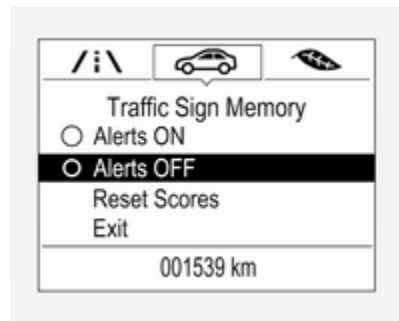 Traffic Sign Memory
Alerts ON
Alerts OFF
Reset Scores
Exit
001539 km